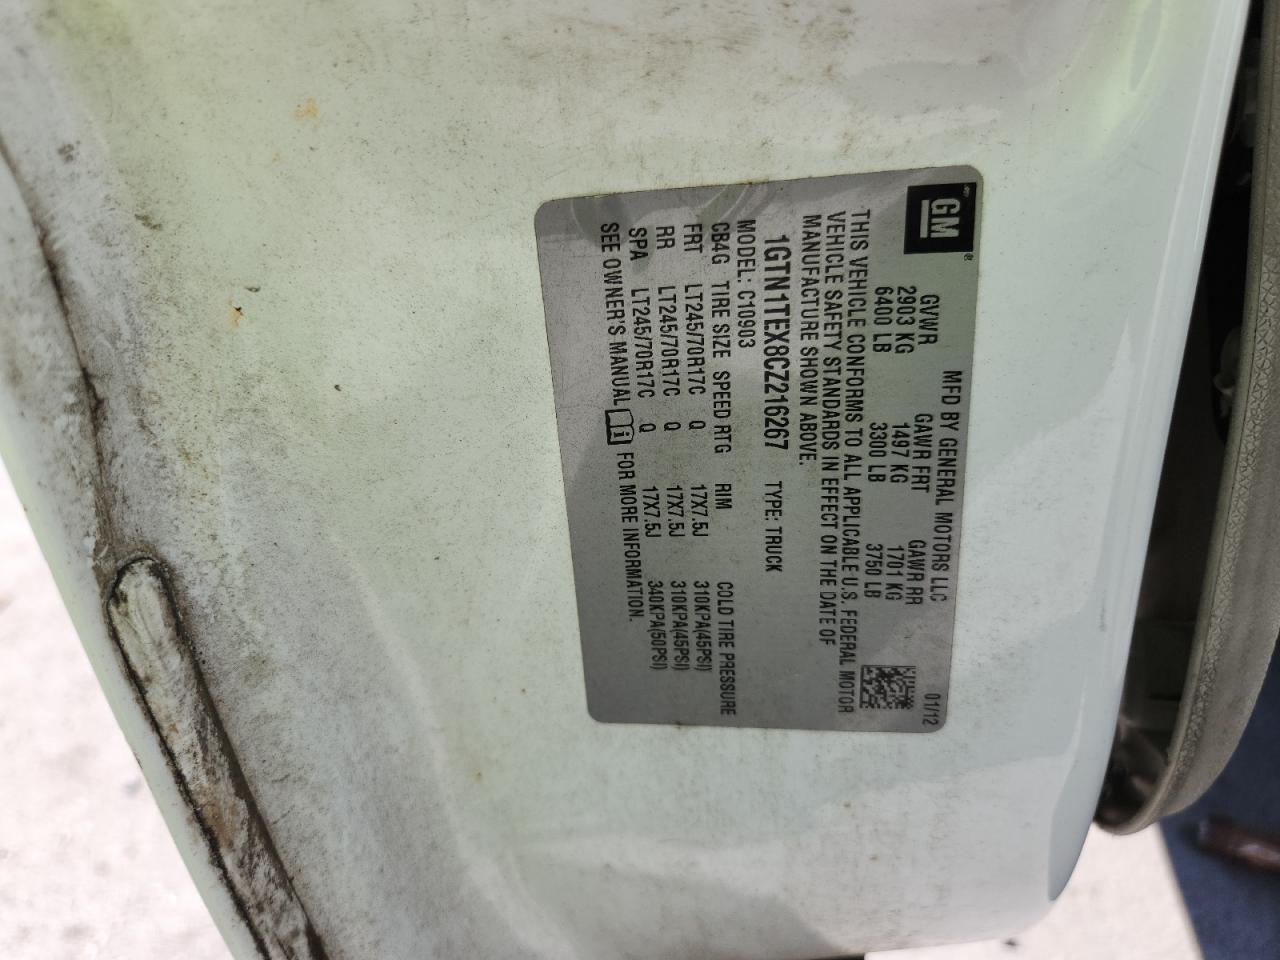 GM
MFD BY GENERAL MOTORS LLC 01/12
GVWR GAWR FRT GAWR RR
2903 KG 1497 KG 1701 KG
6400 LB 3300 LB 3750 LB
THIS VEHICLE CONFORMS TO ALL APPLICABLE U.S. FEDERAL MOTOR
VEHICLE SAFETY STANDARDS IN EFFECT ON THE DATE OF
MANUFACTURE SHOWN ABOVE.
1GTN1TEX8CZ216267 TYPE: TRUCK
MODEL: C10903
CB4G TIRE SIZE SPEED RTG RIM COLD TIRE PRESSURE
FRT LT245/70R17C Q 17X7.5J 310KPA(45PSI)
RR LT245/70R17C Q 17X7.5J 310KPA(45PSI)
SPA LT245/70R17C Q 17X7.5J 340KPA(50PSI)
SEE OWNER'S MANUAL FOR MORE INFORMATION.